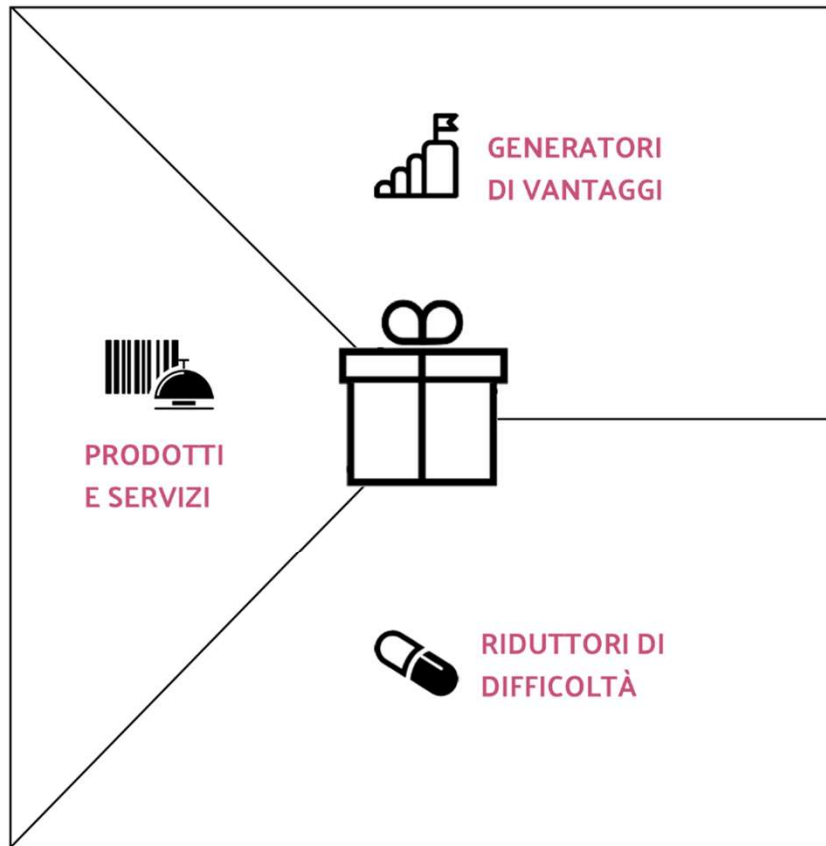 GENERATORI
DI VANTAGGI
PRODOTTI
E SERVIZI
RIDUTTORI DI
DIFFICOLTÀ